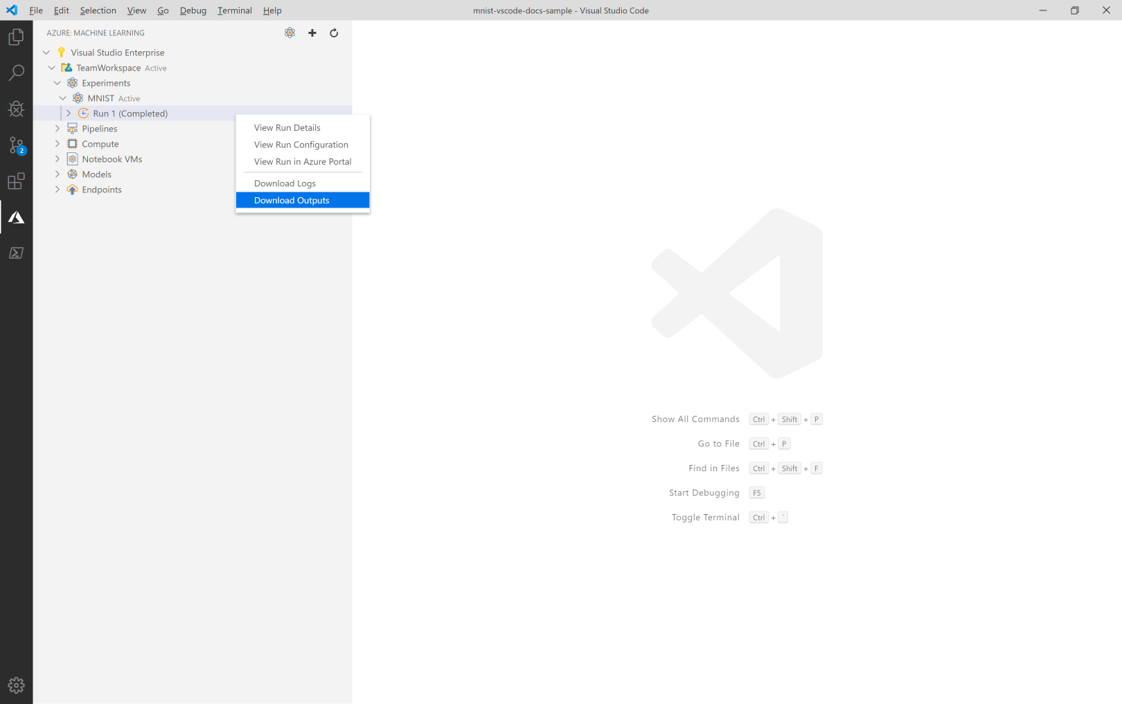 File Edit Selection View Go Debug Terminal Help
mnist-vscode-docs-sample - Visual Studio Code
AZURE: MACHINE LEARNING
Visual Studio Enterprise
TeamWorkspace Active
Experiments
MNIST Active
Run 1 (Completed)
Pipelines
Compute
Notebook VMs
Models
Endpoints
2
View Run Details
View Run Configuration
View Run in Azure Portal
Download Logs
Download Outputs
Show All Commands Ctrl + Shift + P
Go to File Ctrl + P
Find in Files Ctrl + Shift + F
Start Debugging F5
Toggle Terminal Ctrl + `